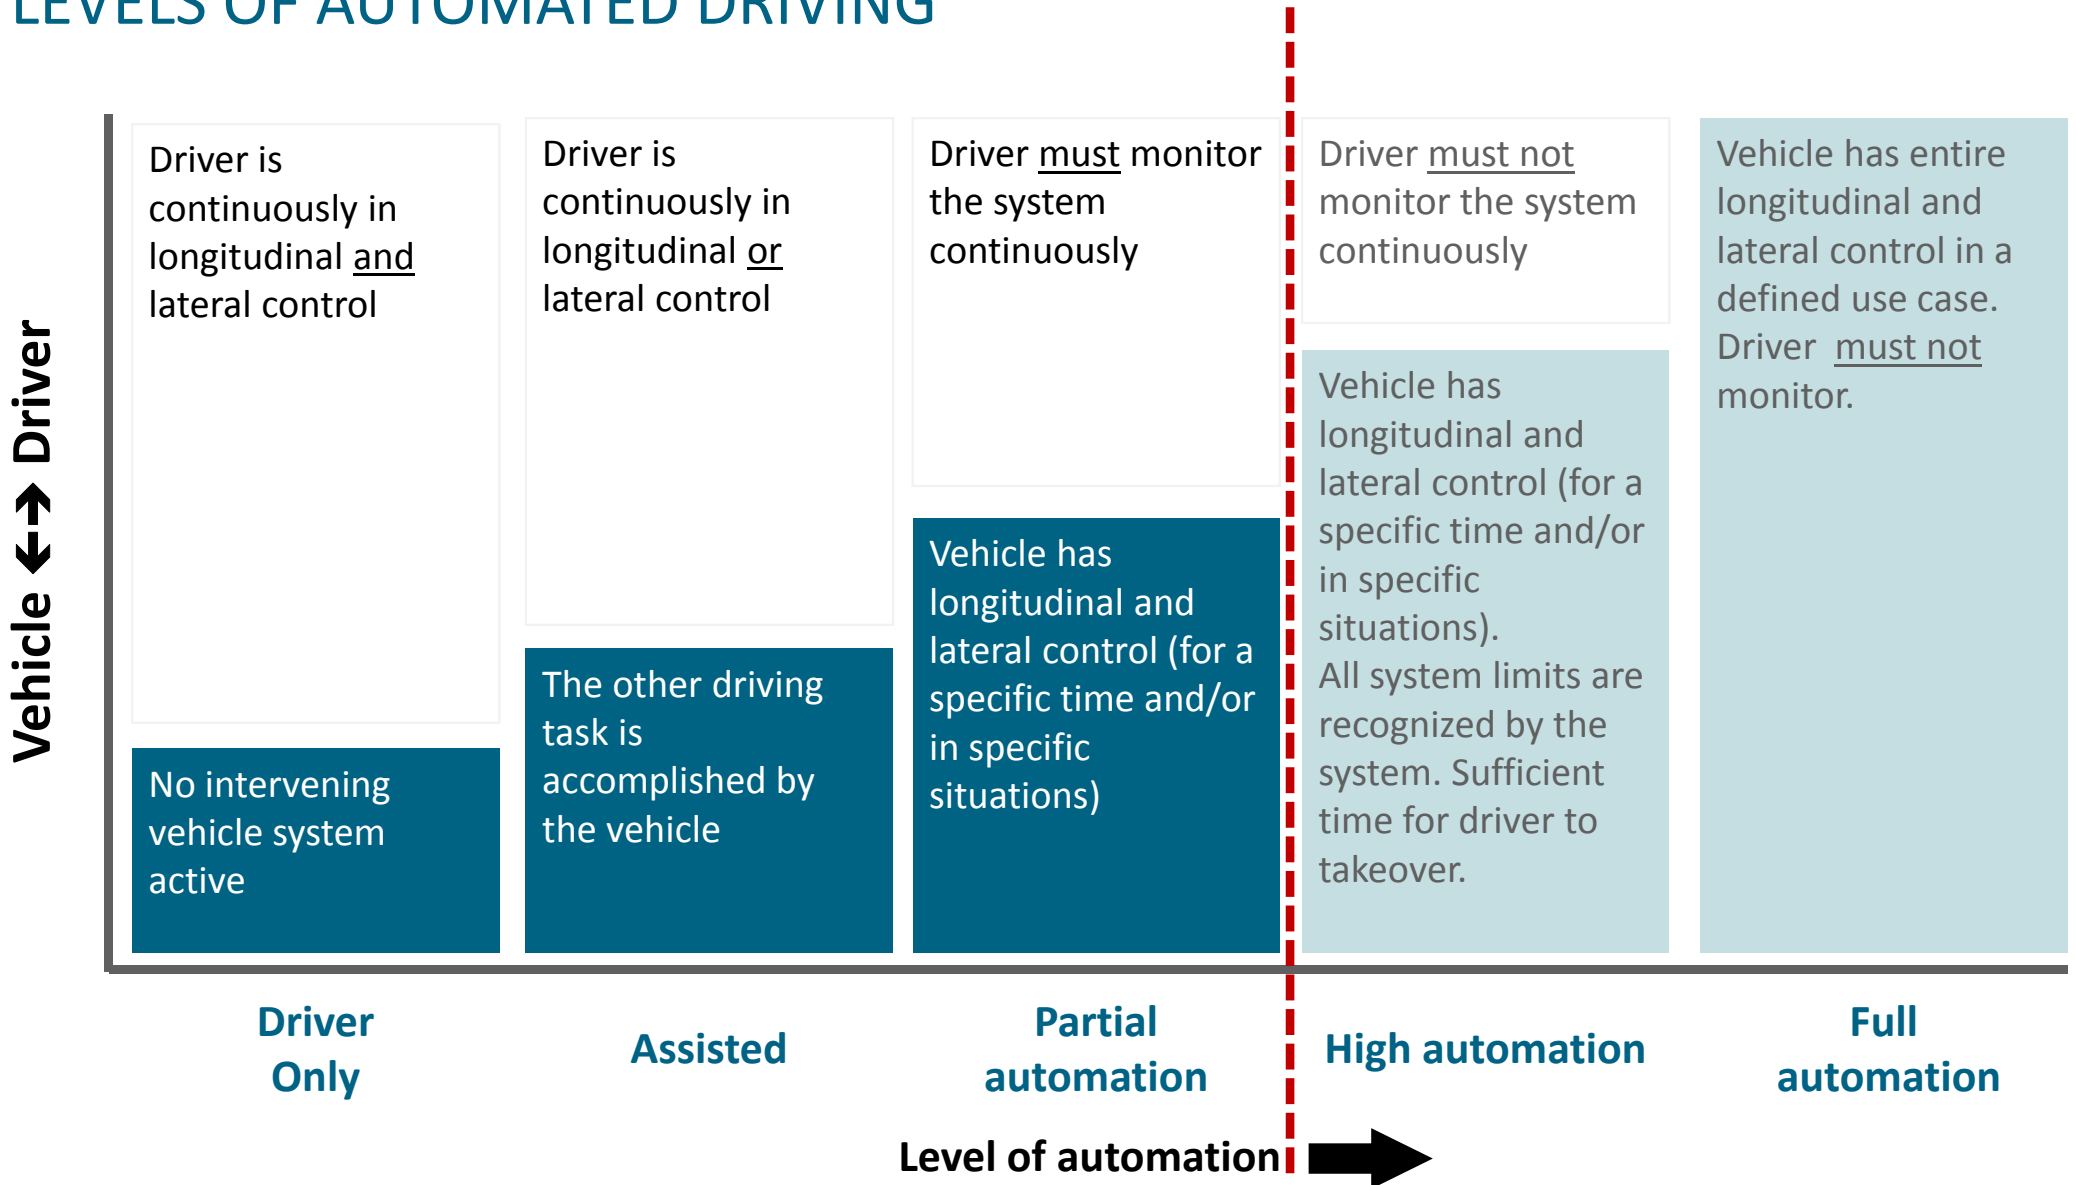 LEVELS OF AUTOMATED DRIVING
Driver is
continuously in
longitudinal and
lateral control
No intervening
vehicle system
active
Driver is
continuously in
longitudinal or
lateral control
The other driving
task is
accomplished by
the vehicle
Driver must monitor
the system
continuously
Vehicle has
longitudinal and
lateral control (for a
specific time and/or
in specific
situations)
Driver must not
monitor the system
continuously
Vehicle has
longitudinal and
lateral control (for a
specific time and/or
in specific
situations).
All system limits are
recognized by the
system. Sufficient
time for driver to
takeover.
Vehicle has entire
longitudinal and
lateral control in a
defined use case.
Driver must not
monitor.
Vehicle ←→ Driver
Driver
Only
Assisted
Partial
automation
High automation
Full
automation
Level of automation